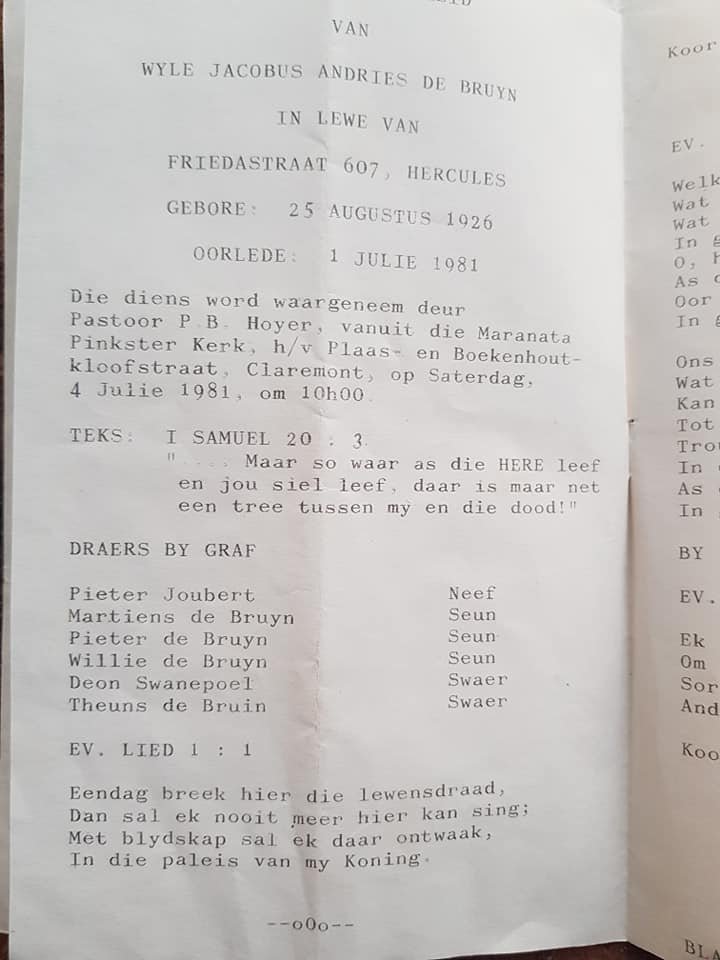 VAN
WYLE JACOBUS ANDRIES DE BRUYN
IN LEWE VAN
FRIEDASTRAAT 607, HERCULES
GEBORE: 25 AUGUSTUS 1926
OORLEDE: 1 JULIE 1981
Die diens word waargeneem deur
Pastoor P.B. Hoyer, vanuit die Maranata
Pinkster Kerk, h/v Plaas- en Boekenhout-
kloofstraat, Claremont, op Saterdag,
4 Julie 1981, om 10h00.
TEKS: I SAMUEL 20 : 3.
".... Maar so waar as die HERE leef
en jou siel leef, daar is maar net
een tree tussen my en die dood!"
DRAERS BY GRAF
Pieter Joubert Neef
Martiens de Bruyn Seun
Pieter de Bruyn Seun
Willie de Bruyn Seun
Deon Swanepoel Swaer
Theuns de Bruin Swaer
EV. LIED 1 : 1
Eendag breek hier die lewensdraad,
Dan sal ek nooit meer hier kan sing;
Met blydskap sal ek daar ontwaak,
In die paleis van my Koning.
--oOo--
Koor
EV.
Welk
Wat
Wat
In g
O, h
As
Oor
In g
Ons
Wat
Kan
Tot
Trou
In
As
In
BY
EV.
Ek
Om
Sor
And
Koo
BLA